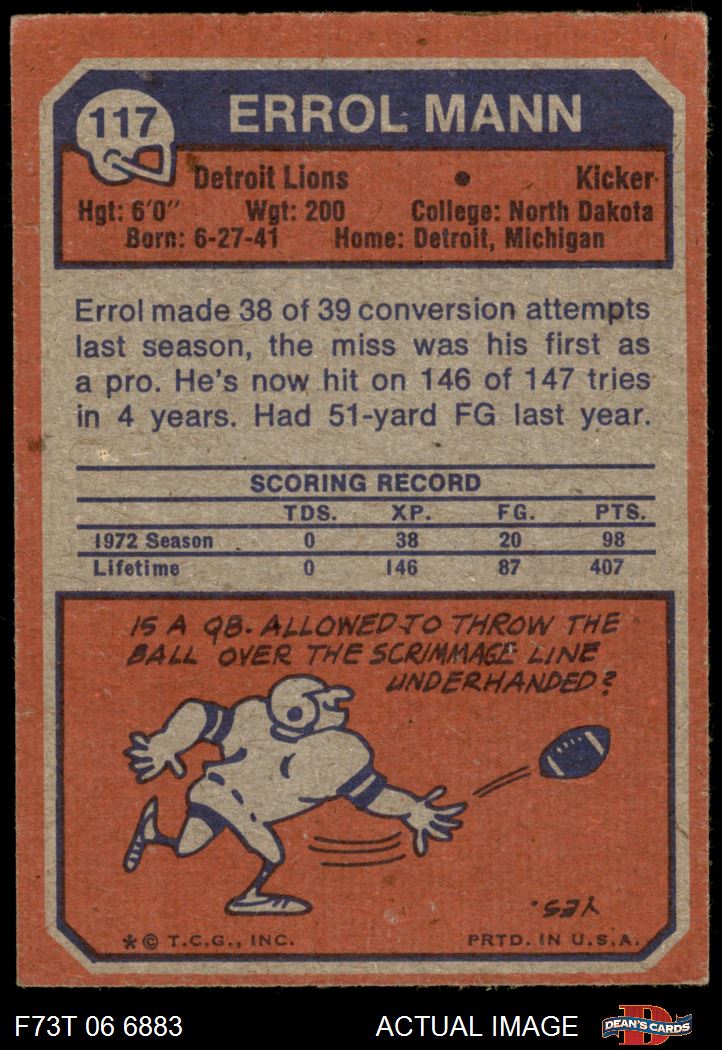 117
ERROL MANN
Detroit Lions • Kicker
Hgt: 6'0" Wgt: 200 College: North Dakota
Born: 6-27-41 Home: Detroit, Michigan
Errol made 38 of 39 conversion attempts
last season, the miss was his first as
a pro. He's now hit on 146 of 147 tries
in 4 years. Had 51-yard FG last year.
SCORING RECORD
TDS. XP. FG. PTS.
1972 Season 0 38 20 98
Lifetime 0 146 87 407
IS A QB. ALLOWED TO THROW THE
BALL OVER THE SCRIMMAGE LINE
UNDERHANDED?
YES.
* © T.C.G., INC. PRTD. IN U.S.A.
F73T 06 6883 ACTUAL IMAGE DEAN'S CARDS